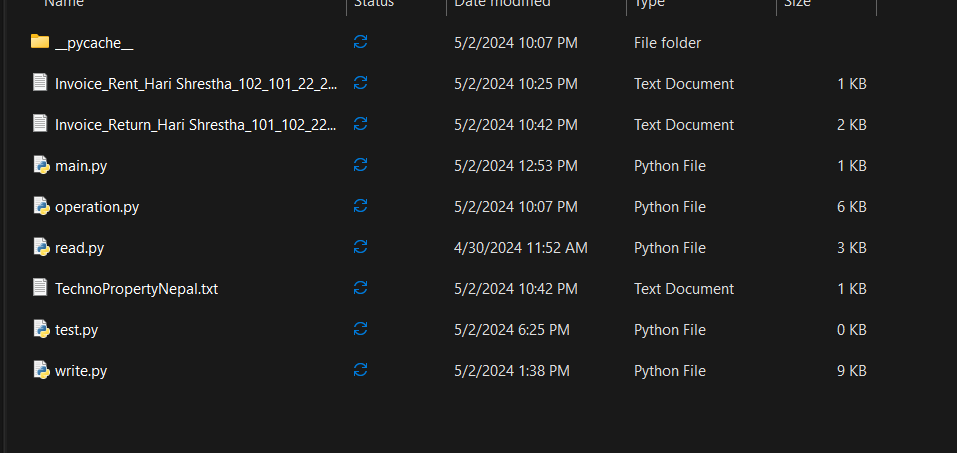 Name Status Date modified Type Size
__pycache__ 5/2/2024 10:07 PM File folder
Invoice_Rent_Hari Shrestha_102_101_22_2... 5/2/2024 10:25 PM Text Document 1 KB
Invoice_Return_Hari Shrestha_101_102_22... 5/2/2024 10:42 PM Text Document 2 KB
main.py 5/2/2024 12:53 PM Python File 1 KB
operation.py 5/2/2024 10:07 PM Python File 6 KB
read.py 4/30/2024 11:52 AM Python File 3 KB
TechnoPropertyNepal.txt 5/2/2024 10:42 PM Text Document 1 KB
test.py 5/2/2024 6:25 PM Python File 0 KB
write.py 5/2/2024 1:38 PM Python File 9 KB